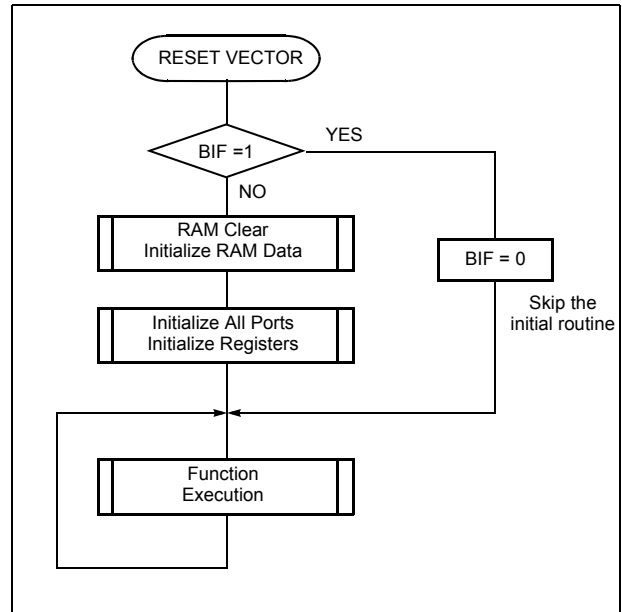 RESET VECTOR
BIF =1
YES
NO
RAM Clear
Initialize RAM Data
BIF = 0
Skip the
initial routine
Initialize All Ports
Initialize Registers
Function
Execution